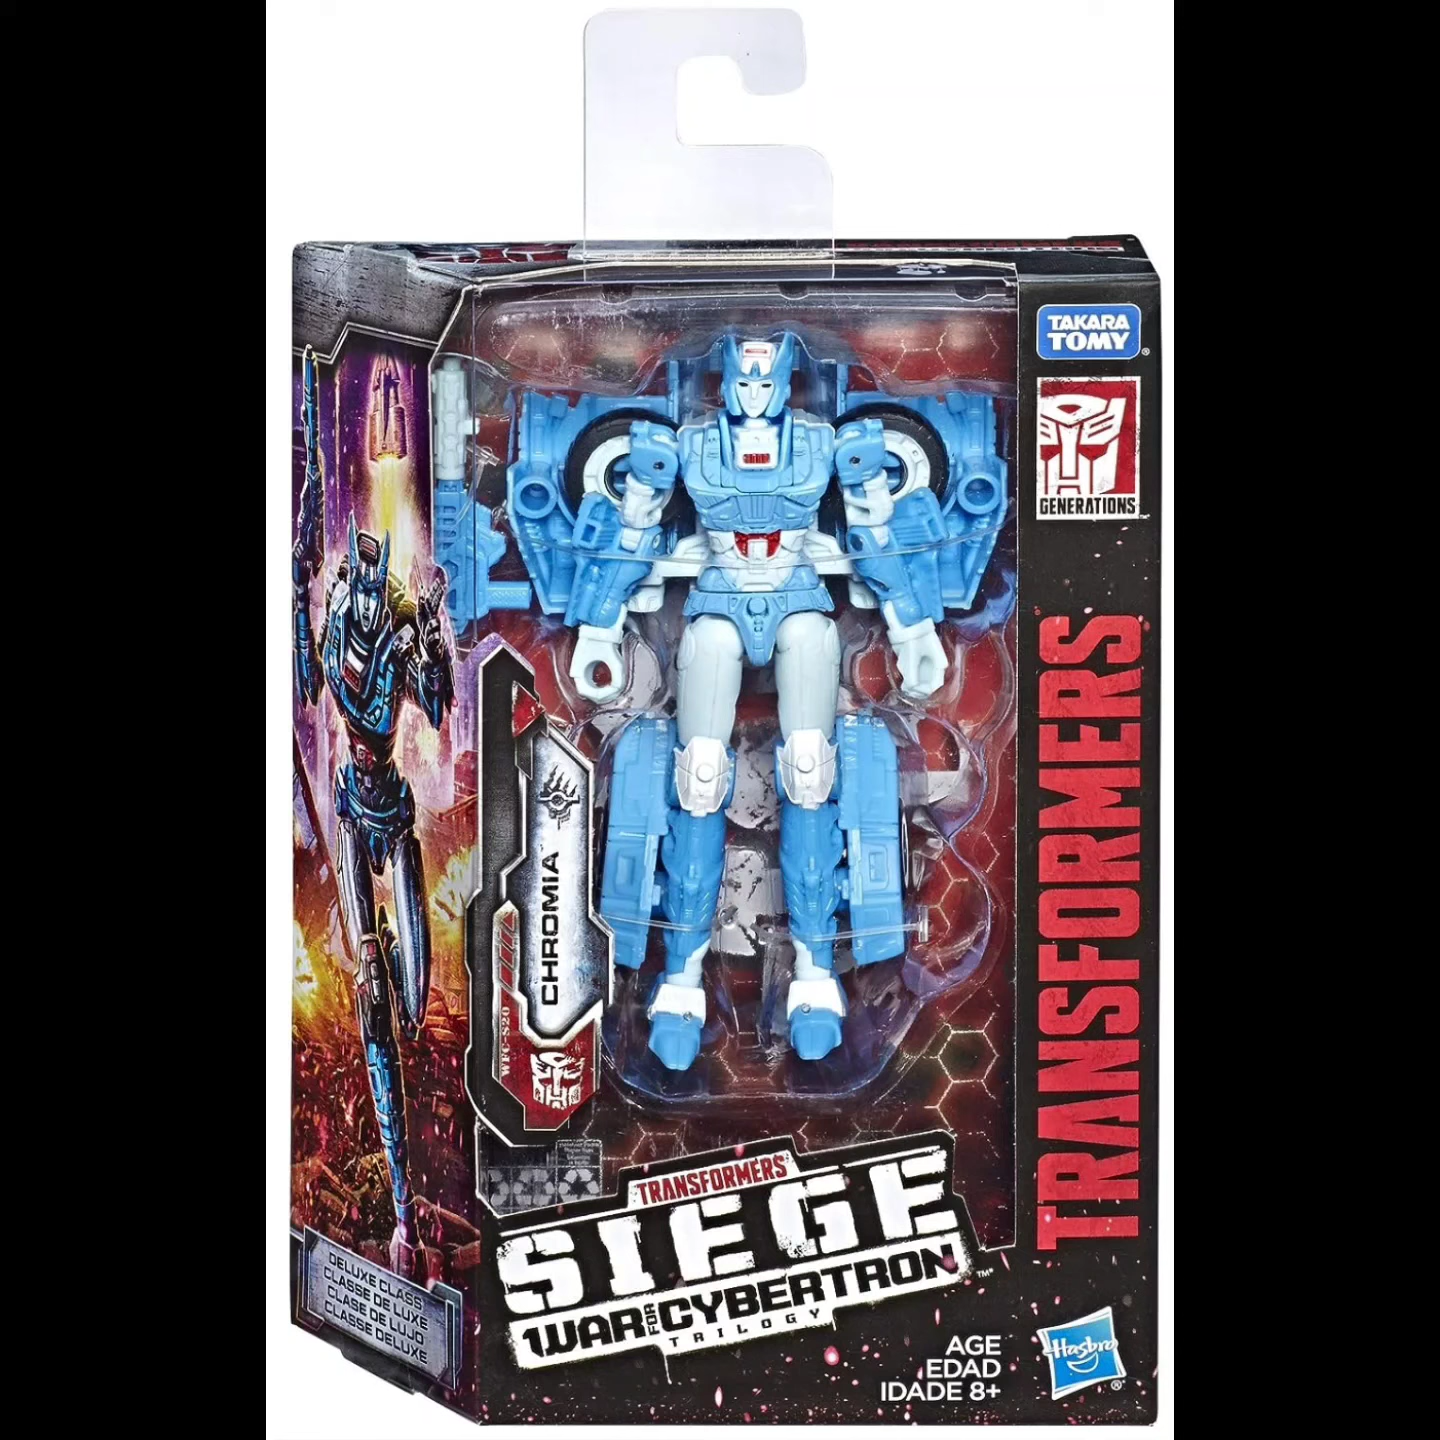 TAKARA
TOMY
GENERATIONS
TRANSFORMERS
CHROMIA
WFC-S20
TRANSFORMERS
SIEGE
WAR FOR CYBERTRON
TRILOGY
DELUXE CLASS
CLASSE DE LUXE
CLASE DE LUJO
CLASSE DELUXE
AGE
EDAD
IDADE 8+
Hasbro